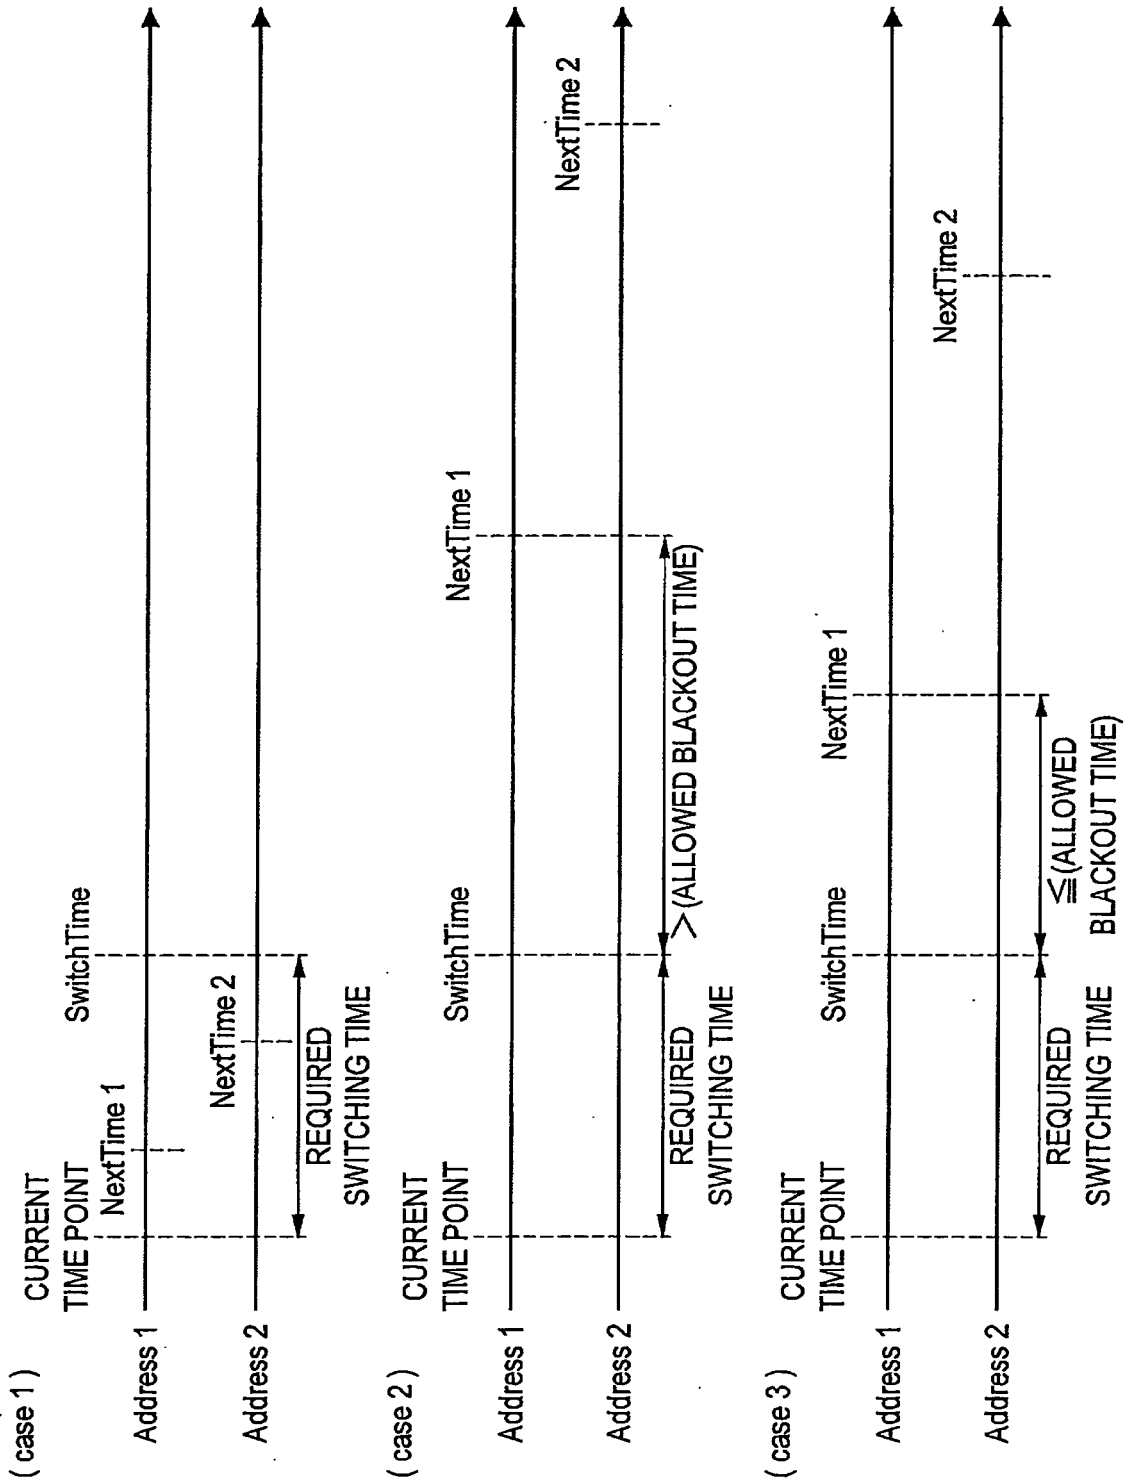 ( case 1 )
CURRENT
TIME POINT
NextTime 1
NextTime 2
SwitchTime
Address 1
Address 2
REQUIRED
SWITCHING TIME
( case 2 )
CURRENT
TIME POINT
SwitchTime
NextTime 1
NextTime 2
Address 1
Address 2
REQUIRED
SWITCHING TIME
>(ALLOWED BLACKOUT TIME)
( case 3 )
CURRENT
TIME POINT
SwitchTime
NextTime 1
NextTime 2
Address 1
Address 2
REQUIRED
SWITCHING TIME
≦(ALLOWED
BLACKOUT TIME)